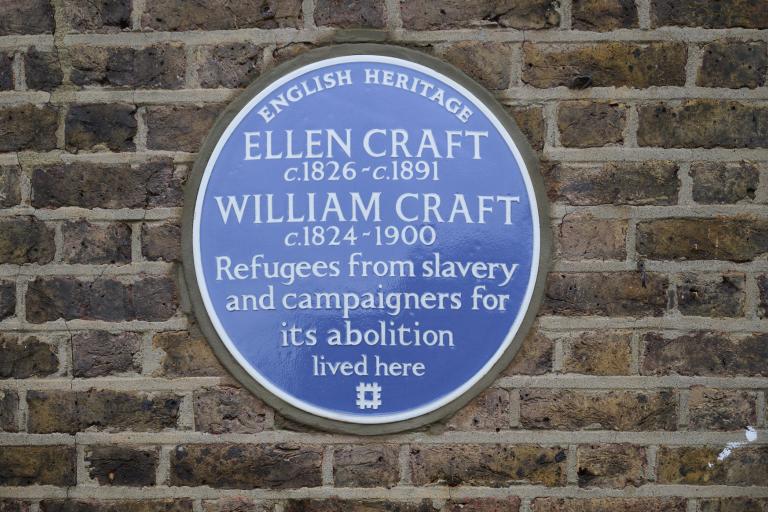 ENGLISH HERITAGE
ELLEN CRAFT
c.1826-c.1891
WILLIAM CRAFT
c.1824-1900
Refugees from slavery
and campaigners for
its abolition
lived here